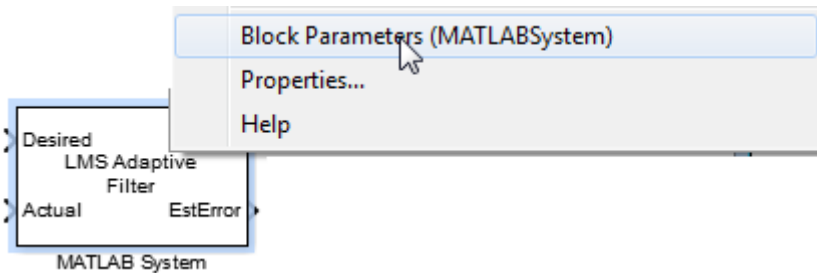 Block Parameters (MATLABSystem)
Properties...
Help
Desired
LMS Adaptive
Filter
Actual EstError
MATLAB System